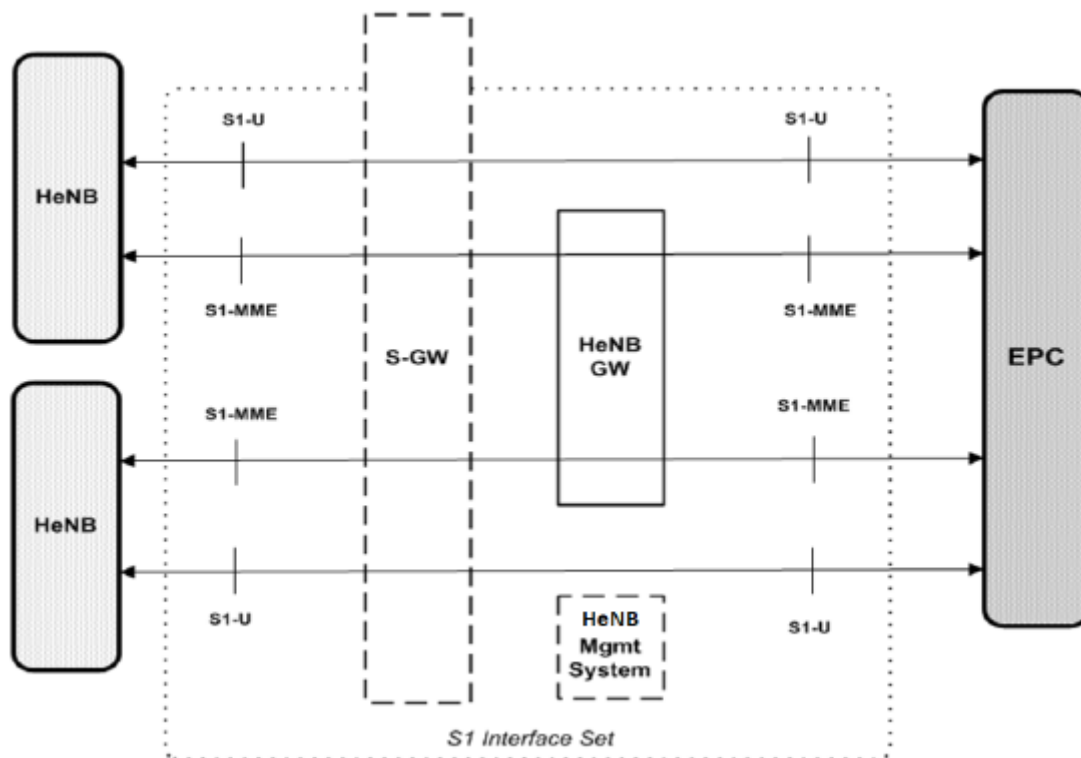 S1-U
S1-U
HeNB
S1-MME
S1-MME
S-GW
HeNB
GW
EPC
S1-MME
S1-MME
HeNB
S1-U
S1-U
HeNB
Mgmt
System
S1 Interface Set